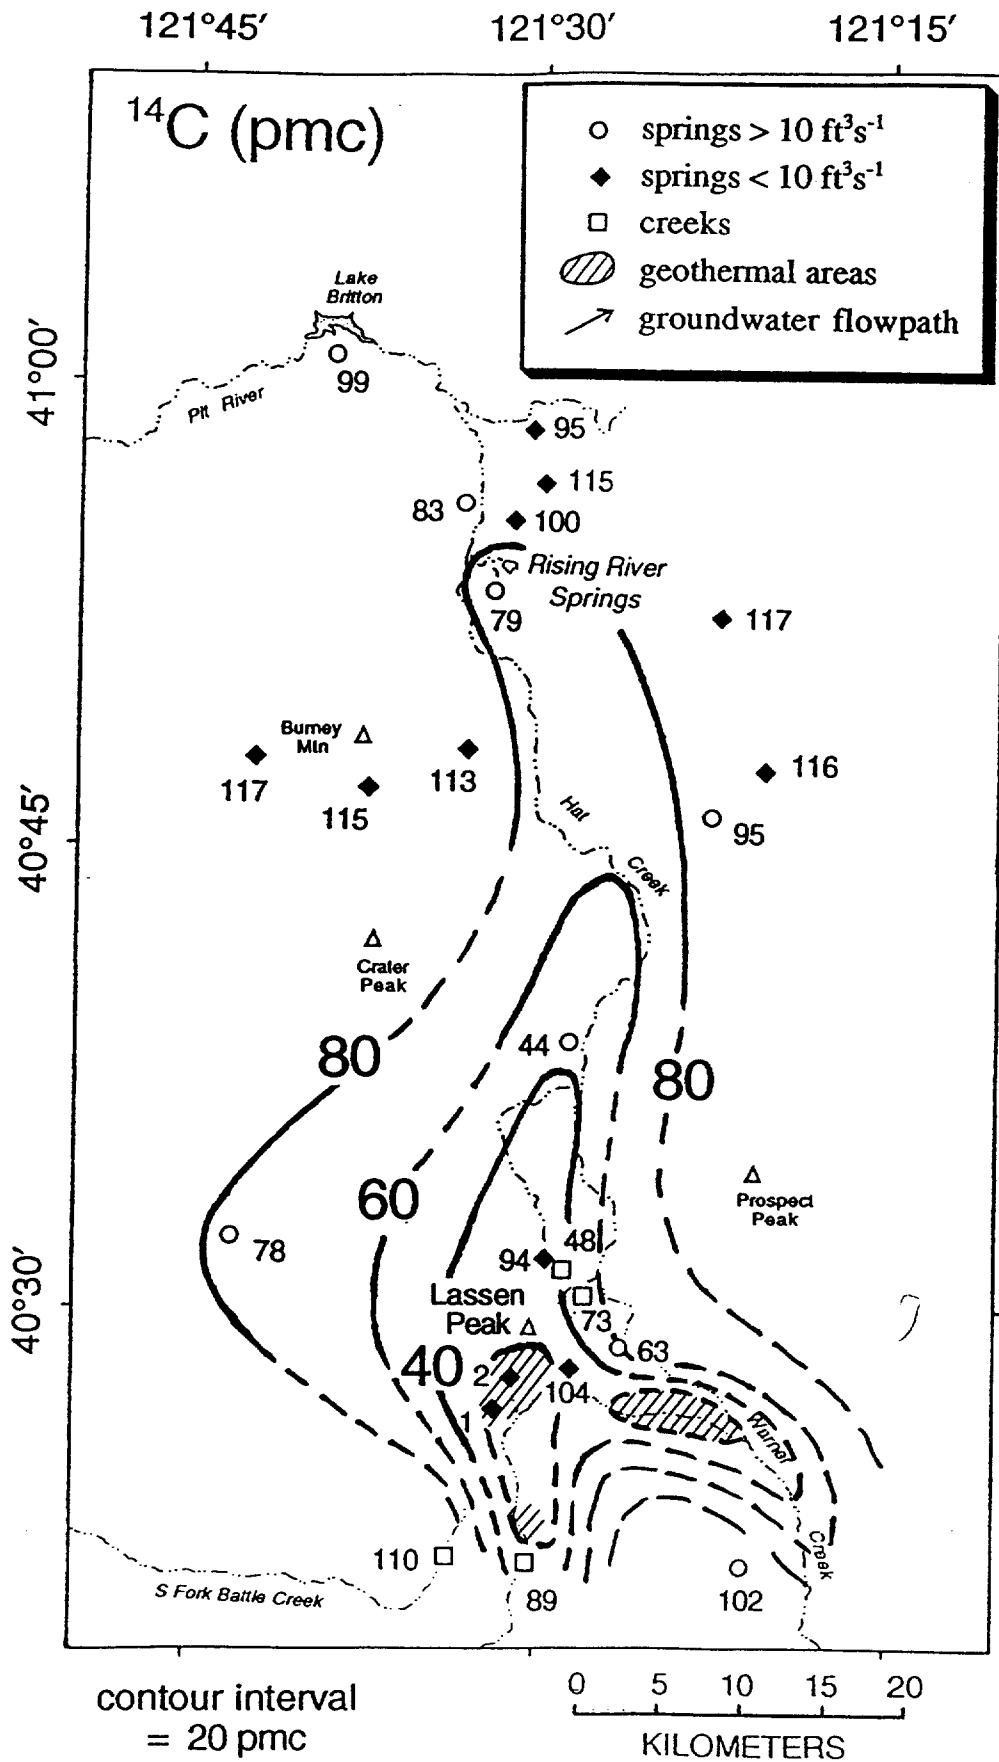 121°45′ 121°30′ 121°15′
¹⁴C (pmc)
springs > 10 ft³s⁻¹
springs < 10 ft³s⁻¹
creeks
geothermal areas
groundwater flowpath
Lake
Britton
99
41°00′
Pit River
95
115
83
100
Rising River
Springs
79
117
Burney
Mtn
117
115
113
116
95
40°45′
Hat
Creek
Crater
Peak
44
80
80
60
Prospect
Peak
78
48
94
40°30′
Lassen
Peak
73
63
40
2
104
1
Warner
Creek
110
S Fork Battle Creek
89
102
contour interval
= 20 pmc
0 5 10 15 20
KILOMETERS